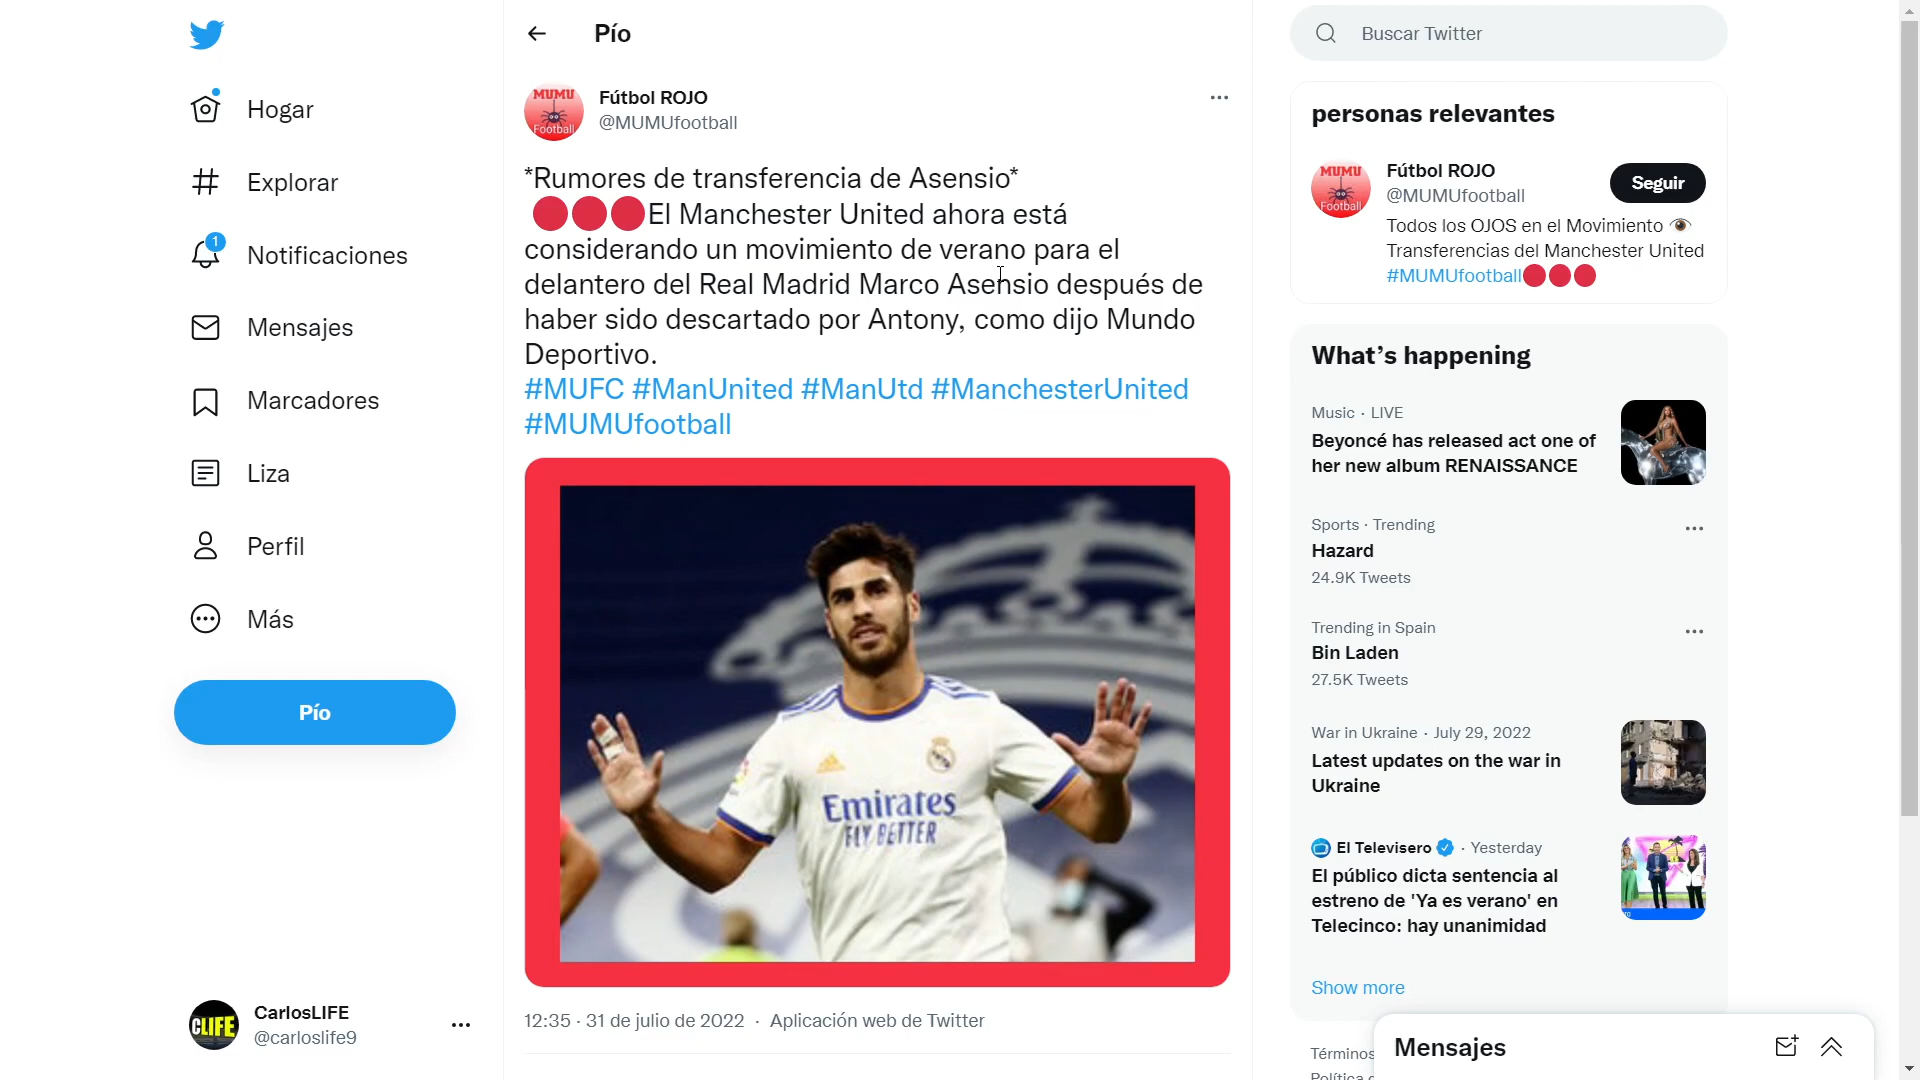 Hogar
Explorar
1
Notificaciones
Mensajes
Marcadores
Liza
Perfil
Más
Pío
CLIFE
CarlosLIFE
@carloslife9
Pío
MUMU
Football
Fútbol ROJO
@MUMUfootball
*Rumores de transferencia de Asensio*
El Manchester United ahora está
considerando un movimiento de verano para el
delantero del Real Madrid Marco Asensio después de
haber sido descartado por Antony, como dijo Mundo
Deportivo.
#MUFC #ManUnited #ManUtd #ManchesterUnited
#MUMUfootball
Emirates
FLY BETTER
12:35 · 31 de julio de 2022 · Aplicación web de Twitter
Buscar Twitter
personas relevantes
MUMU
Football
Fútbol ROJO
@MUMUfootball
Seguir
Todos los OJOS en el Movimiento
Transferencias del Manchester United
#MUMUfootball
What's happening
Music · LIVE
Beyoncé has released act one of
her new album RENAISSANCE
Sports · Trending
Hazard
24.9K Tweets
Trending in Spain
Bin Laden
27.5K Tweets
War in Ukraine · July 29, 2022
Latest updates on the war in
Ukraine
El Televisero · Yesterday
El público dicta sentencia al
estreno de 'Ya es verano' en
Telecinco: hay unanimidad
Show more
Mensajes